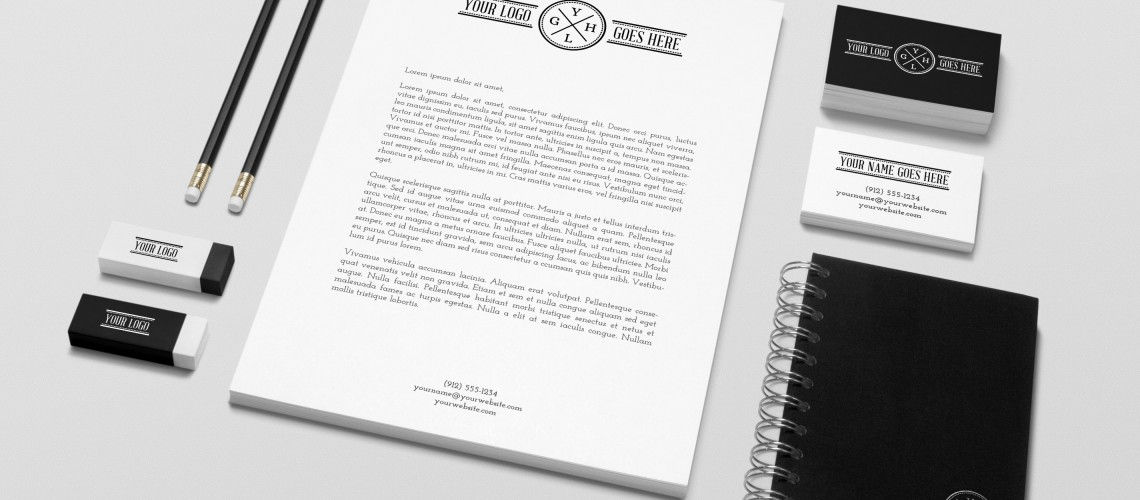 YOUR LOGO
Y
G H
L
GOES HERE
Lorem ipsum dolor sit amet,
Lorem ipsum dolor sit amet, consectetur adipiscing elit. Donec orci purus, luctus
vitae dignissim eu, iaculis sed purus. Vivamus faucibus, ipsum nec aliquet viverra,
leo mauris condimentum ligula, sit amet sagittis enim ligula quis arcu. Nam egestas
tortor id nisi porttitor mattis. In tortor ante, ultricies in suscipit a, tempus non massa.
Vivamus et auctor mi. Fusce vel massa nulla. Phasellus nec eros mauris, et sceleris-
que orci. Donec malesuada orci vitae nulla accumsan porta a id massa. Quisque ac-
cumsan iaculis magna sit amet fringilla. Maecenas consequat, magna eget tincid-
unt semper, odio nibh rutrum mi, id feugiat ante nisi eu risus. Vestibulum nunc orci,
rhoncus a placerat in, ultricies in mi. Cras mattis varius eros, vel fringilla nisi suscipit
eget.
Quisque scelerisque sagittis nulla at porttitor. Mauris a justo et tellus interdum tris-
tique. Sed id augue vitae urna euismod commodo aliquet a quam. Pellentesque
arcu velit, cursus et malesuada ut, consequat et diam. Nullam erat sem, rhoncus id
ullamcorper vitae, rhoncus et arcu. In ultricies ultricies nulla, ut rutrum nisi iaculis
at. Donec eu magna a metus ornare faucibus. Fusce aliquet faucibus tempus. Morbi
semper, est id tincidunt gravida, sem arcu adipiscing lacus, ac bibendum nulla leo
eu purus. Quisque nec diam sed risus consectetur a ccumsan quis quis nibh. Vestibu-
lum id purus lorem.
Vivamus vehicula accumsan lacinia. Aliquam erat volutpat. Pellentesque conse-
quat venenatis velit non gravida. Etiam et sem et nulla congue aliquam sed eget
augue. Nulla facilisi. Pellentesque habitant morbi tristique senectus et netus et
malesuada fames ac turpis egestas. Nulla a elit at sem iaculis congue. Nullam
mollis tristique lobortis.
(912) 555-1234
yourname@yourwebsite.com
yourwebsite.com
YOUR LOGO
Y
G H
L
GOES HERE
YOUR NAME GOES HERE
(912) 555-1234
yourname@yourwebsite.com
yourwebsite.com
YOUR LOGO
YOUR LOGO